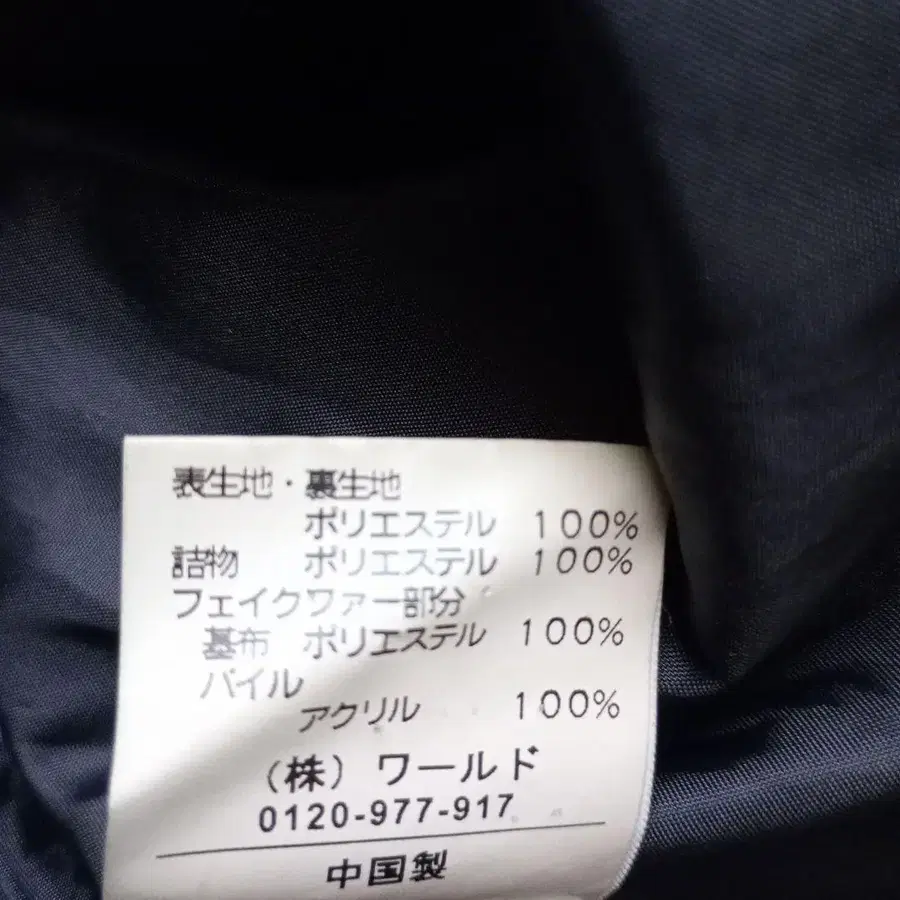 表生地・裏生地
ポリエステル 100%
詰物 ポリエステル 100%
フェイクファー部分
基布 ポリエステル 100%
パイル
アクリル 100%
(株) ワールド
0120-977-917
中国製